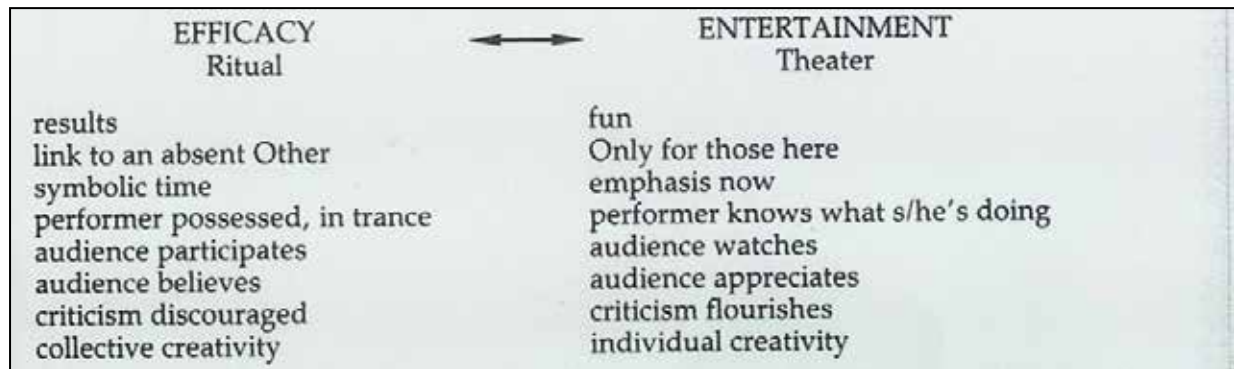 EFFICACY ENTERTAINMENT
Ritual Theater
results fun
link to an absent Other Only for those here
symbolic time emphasis now
performer possessed, in trance performer knows what s/he's doing
audience participates audience watches
audience believes audience appreciates
criticism discouraged criticism flourishes
collective creativity individual creativity